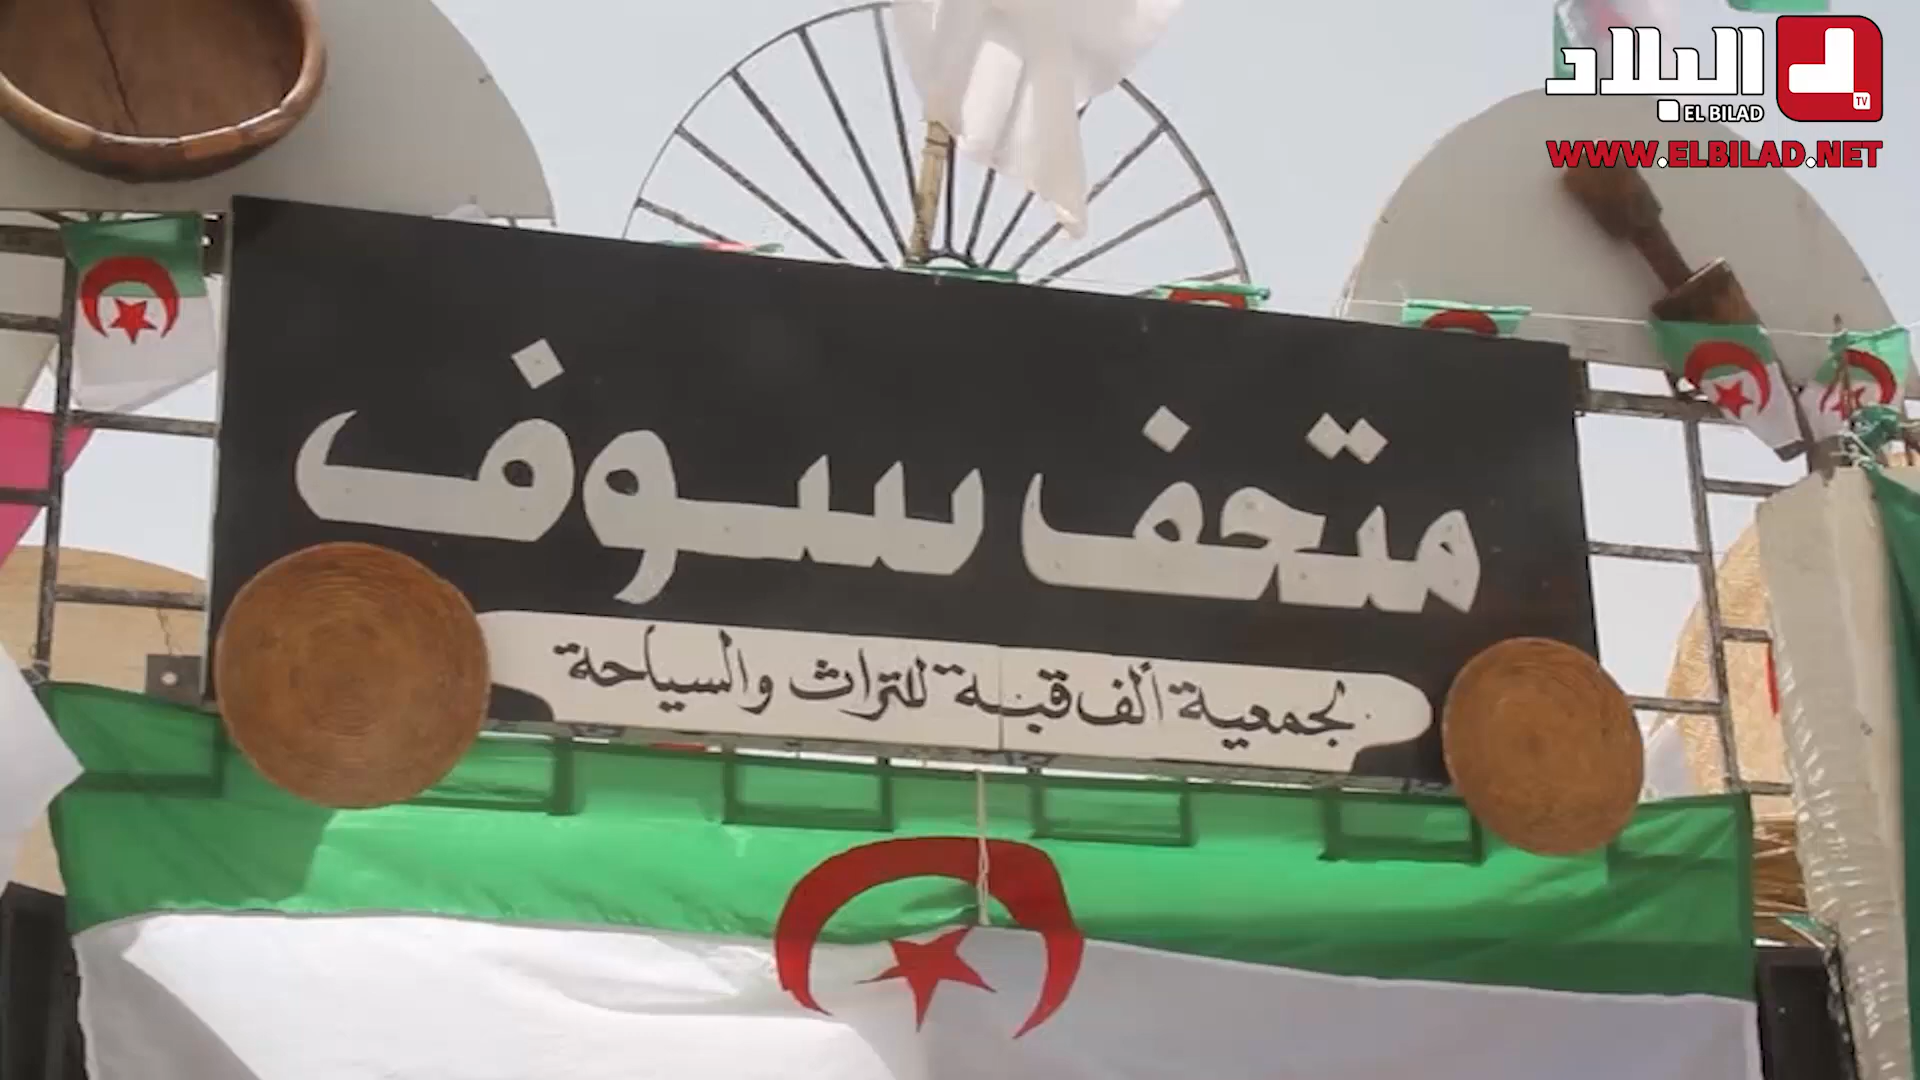 البلاد
EL BILAD
TV
WWW.ELBILAD.NET
متحف سوف
لجمعية ألف قبة للتراث والسياحة